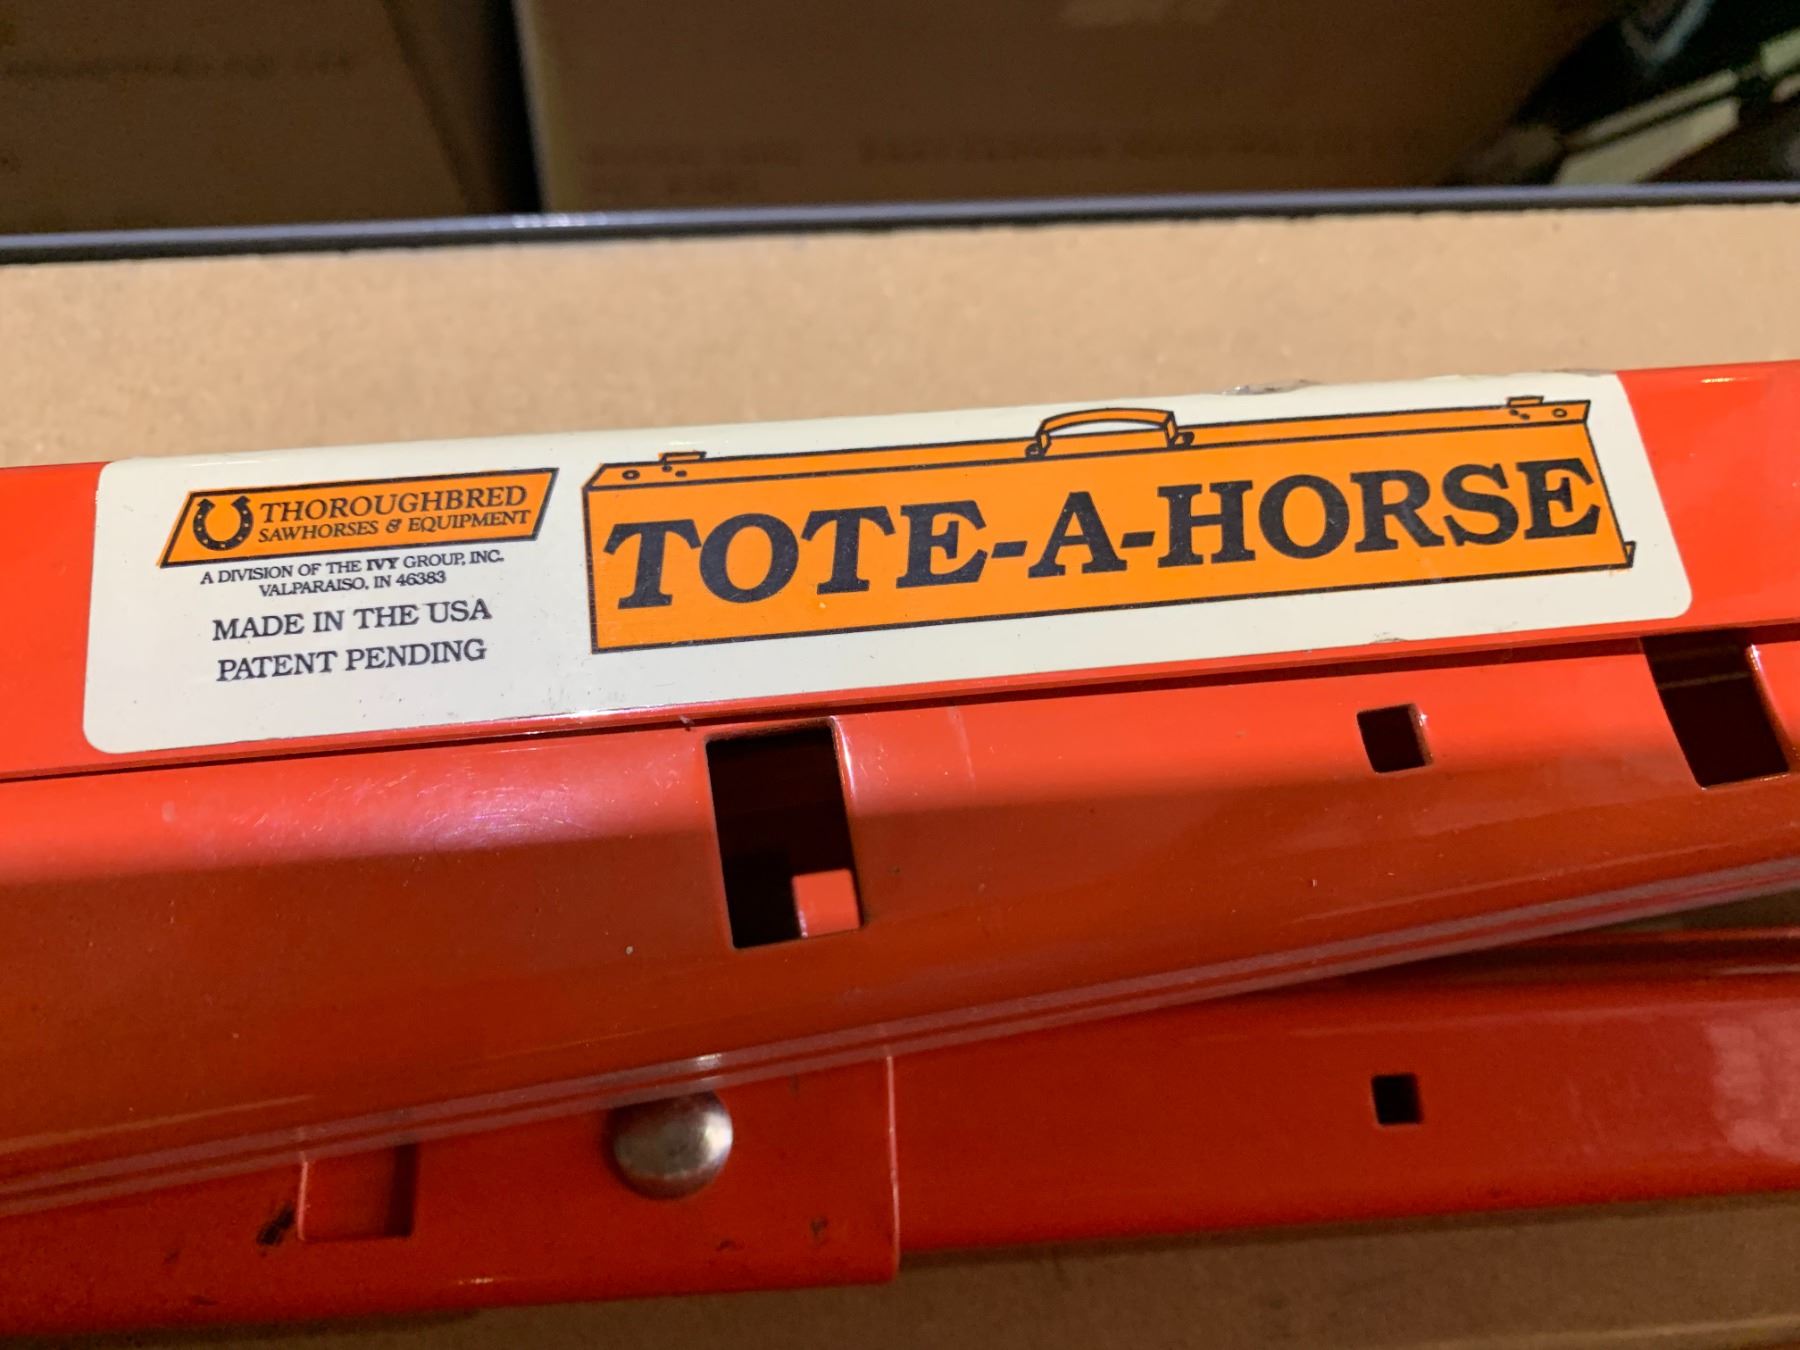 THOROUGHBRED
SAWHORSES & EQUIPMENT
A DIVISION OF THE IVY GROUP, INC.
VALPARAISO, IN 46383
MADE IN THE USA
PATENT PENDING
TOTE-A-HORSE